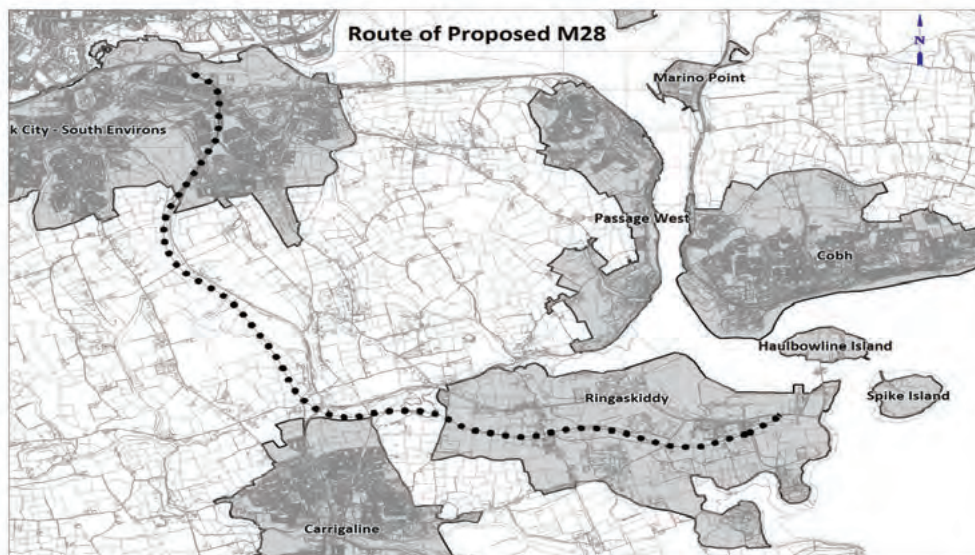 Route of Proposed M28
N
Marino Point
k City - South Environs
Passage West
Cobh
Haulbowline Island
Spike Island
Ringaskiddy
Carrigaline